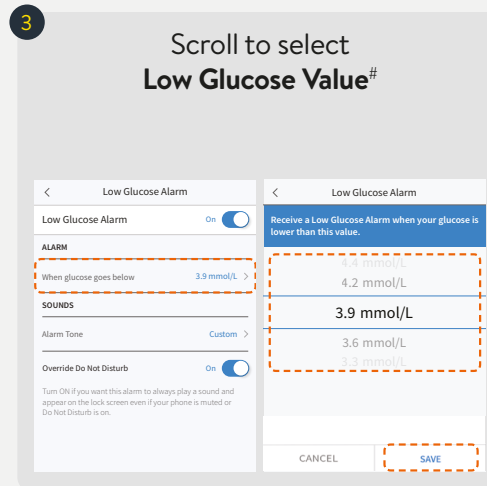 3
Scroll to select
Low Glucose Value#
Low Glucose Alarm
Low Glucose Alarm On
ALARM
When glucose goes below 3.9 mmol/L
SOUNDS
Alarm Tone Custom
Override Do Not Disturb On
Turn ON if you want this alarm to always play a sound and
appear on the lock screen even if your phone is muted or
Do Not Disturb is on.
Low Glucose Alarm
Receive a Low Glucose Alarm when your glucose is
lower than this value.
4.4 mmol/L
4.2 mmol/L
3.9 mmol/L
3.6 mmol/L
3.3 mmol/L
CANCEL SAVE